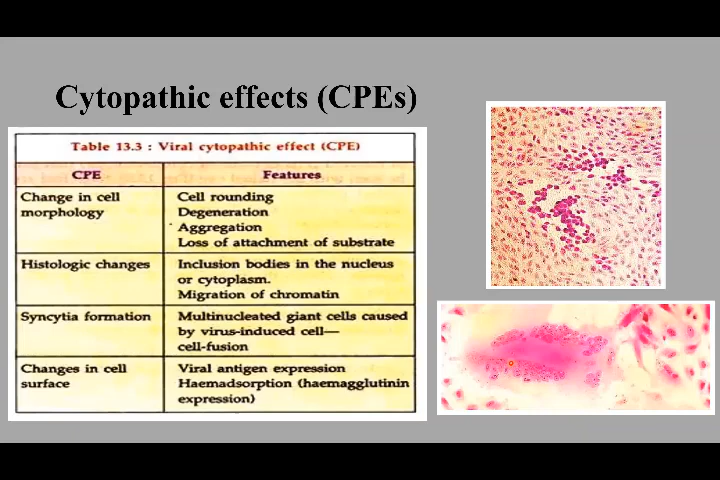 Cytopathic effects (CPEs)
Table 13.3 : Viral cytopathic effect (CPE)
CPE Features
Change in cell morphology
Cell rounding
Degeneration
Aggregation
Loss of attachment of substrate
Histologic changes
Inclusion bodies in the nucleus
or cytoplasm.
Migration of chromatin
Syncytia formation
Multinucleated giant cells caused
by virus-induced cell—
cell-fusion
Changes in cell
surface
Viral antigen expression
Haemadsorption (haemagglutinin
expression)